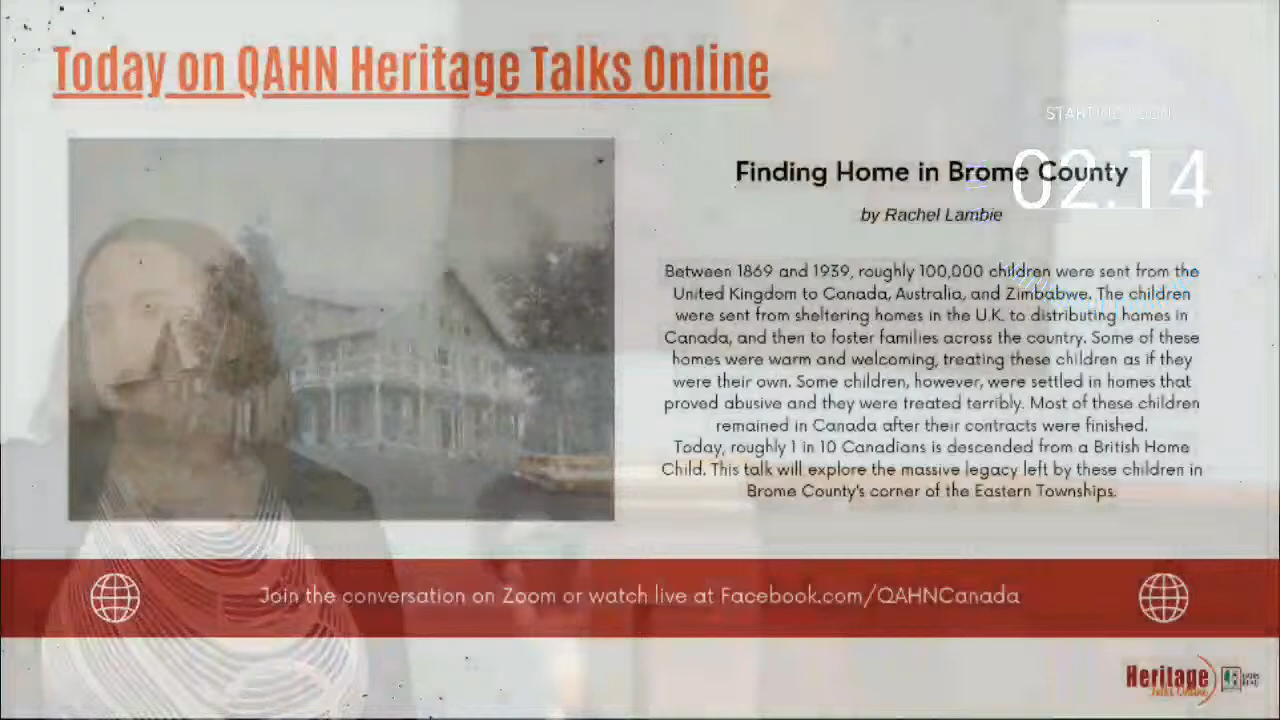 Today on QAHN Heritage Talks Online
STARTING SOON
02:14
Finding Home in Brome County
by Rachel Lambie
Between 1869 and 1939, roughly 100,000 children were sent from the
United Kingdom to Canada, Australia, and Zimbabwe. The children
were sent from sheltering homes in the U.K. to distributing homes in
Canada, and then to foster families across the country. Some of these
homes were warm and welcoming, treating these children as if they
were their own. Some children, however, were settled in homes that
proved abusive and they were treated terribly. Most of these children
remained in Canada after their contracts were finished.
Today, roughly 1 in 10 Canadians is descended from a British Home
Child. This talk will explore the massive legacy left by these children in
Brome County's corner of the Eastern Townships.
Join the conversation on Zoom or watch live at Facebook.com/QAHNCanada
Heritage
Talks Online